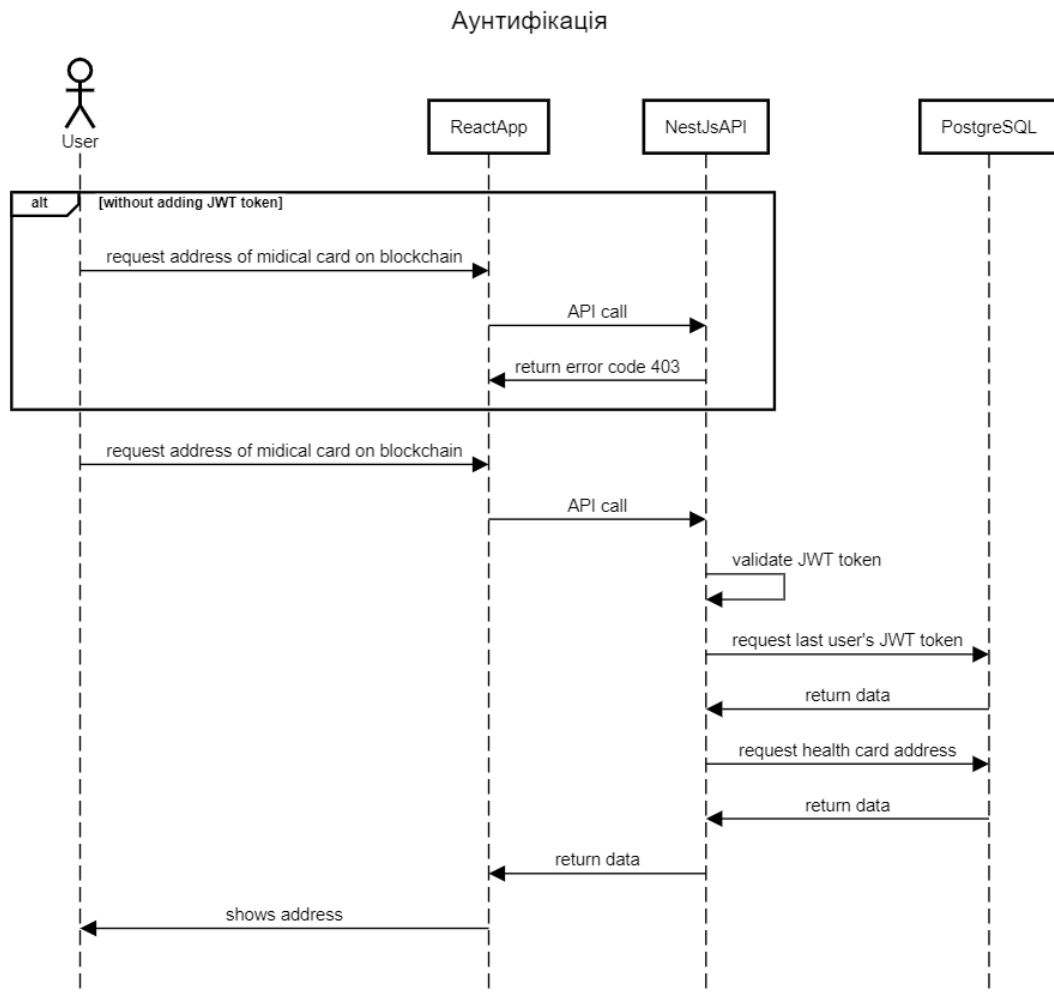 Аунтифікація
User
ReactApp
NestJsAPI
PostgreSQL
alt
[without adding JWT token]
request address of midical card on blockchain
API call
return error code 403
request address of midical card on blockchain
API call
validate JWT token
request last user's JWT token
return data
request health card address
return data
return data
shows address